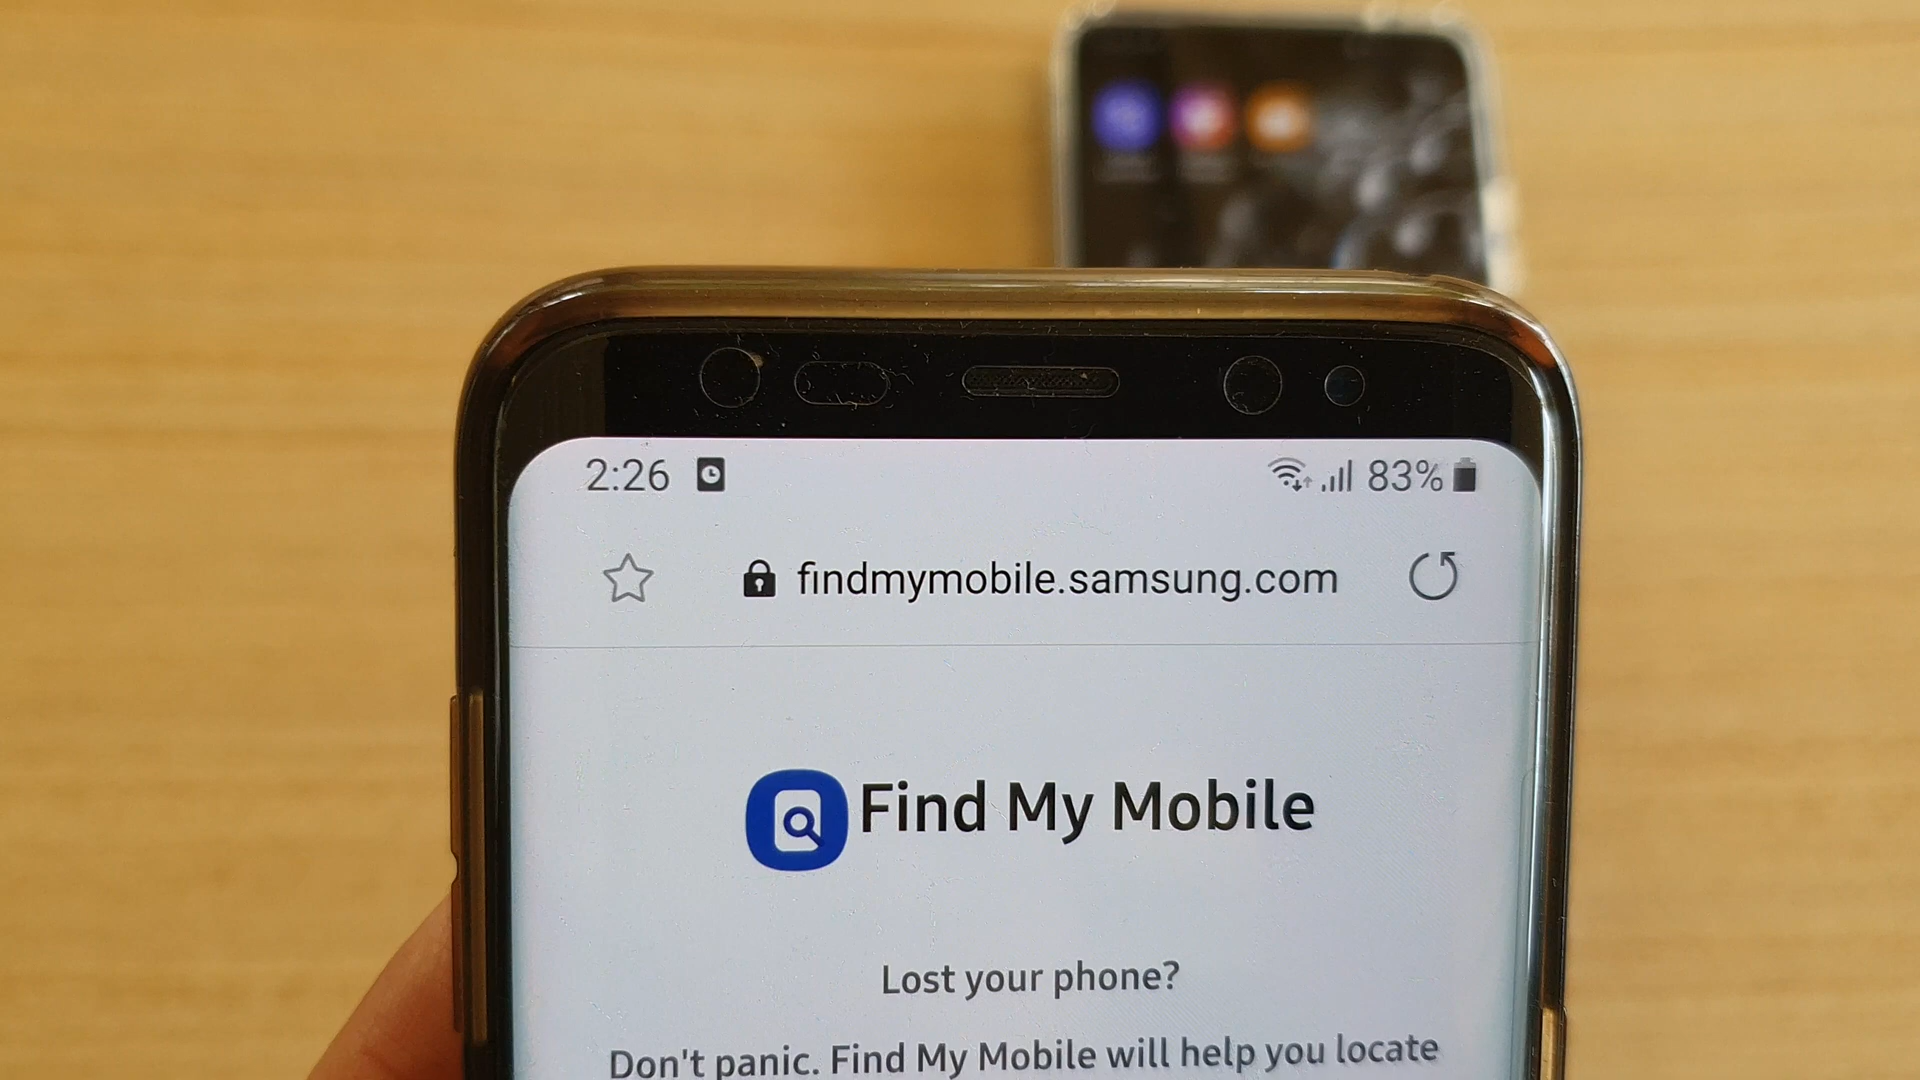 2:26 83%
findmymobile.samsung.com
Find My Mobile
Lost your phone?
Don't panic. Find My Mobile will help you locate